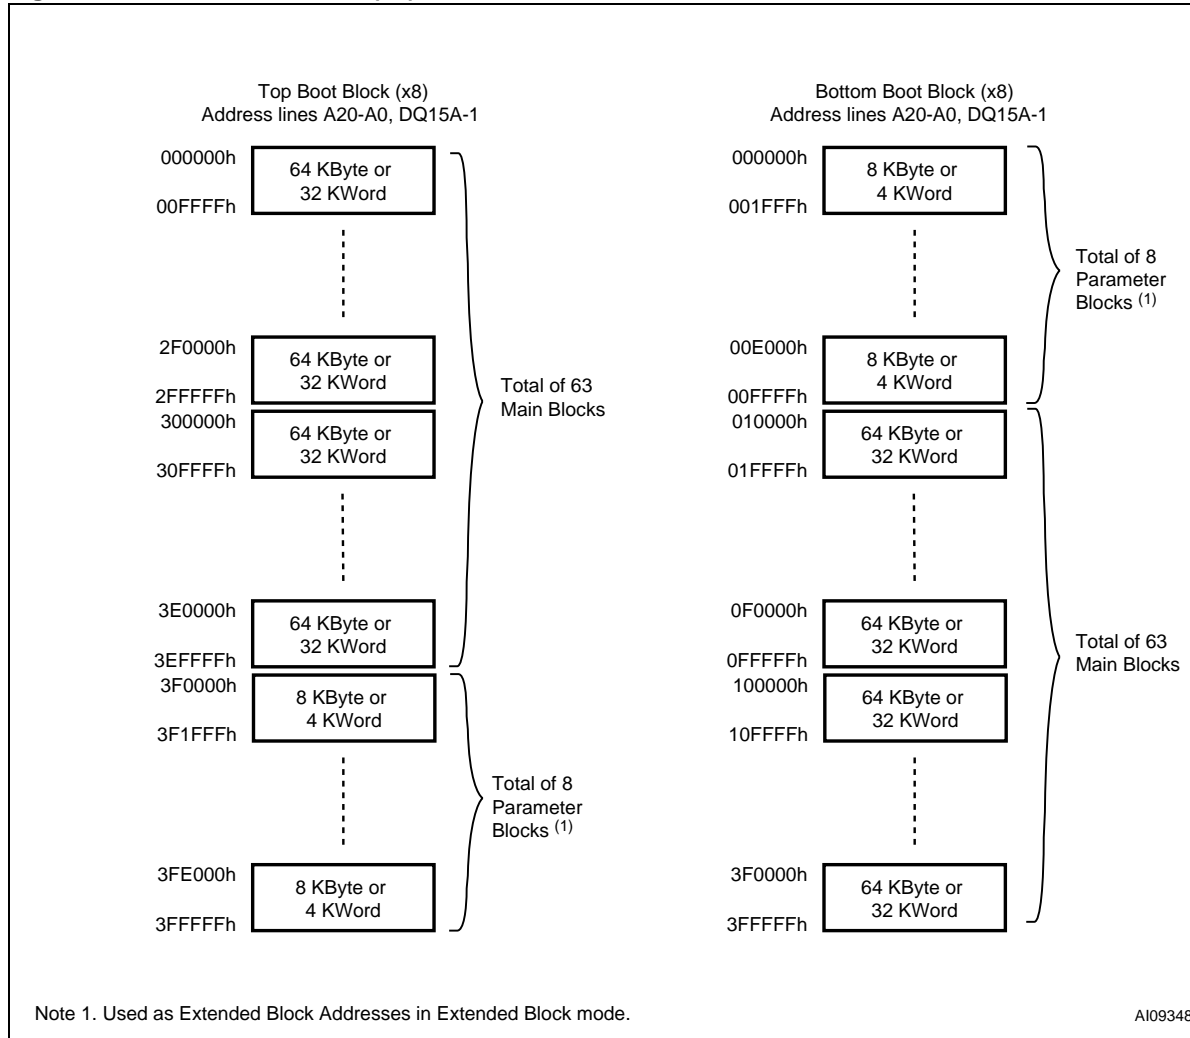 Top Boot Block (x8)
Address lines A20-A0, DQ15A-1
000000h
64 KByte or
32 KWord
00FFFFh
2F0000h
64 KByte or
32 KWord
2FFFFFh
300000h
64 KByte or
32 KWord
30FFFFh
Total of 63
Main Blocks
3E0000h
64 KByte or
32 KWord
3EFFFFh
3F0000h
8 KByte or
4 KWord
3F1FFFh
Total of 8
Parameter
Blocks (1)
3FE000h
8 KByte or
4 KWord
3FFFFFh
Bottom Boot Block (x8)
Address lines A20-A0, DQ15A-1
000000h
8 KByte or
4 KWord
001FFFh
Total of 8
Parameter
Blocks (1)
00E000h
8 KByte or
4 KWord
00FFFFh
010000h
64 KByte or
32 KWord
01FFFFh
0F0000h
64 KByte or
32 KWord
0FFFFFh
Total of 63
Main Blocks
100000h
64 KByte or
32 KWord
10FFFFh
3F0000h
64 KByte or
32 KWord
3FFFFFh
Note 1. Used as Extended Block Addresses in Extended Block mode.
AI09348